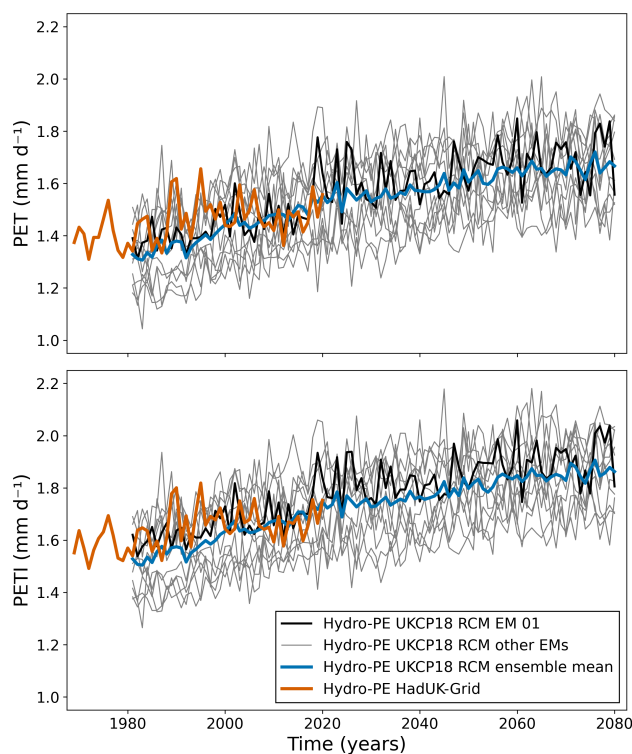 2.2
2.0
1.8
1.6
1.4
1.2
1.0
PET (mm d⁻¹)
2.2
2.0
1.8
1.6
1.4
1.2
1.0
PETI (mm d⁻¹)
Hydro-PE UKCP18 RCM EM 01
Hydro-PE UKCP18 RCM other EMs
Hydro-PE UKCP18 RCM ensemble mean
Hydro-PE HadUK-Grid
1980 2000 2020 2040 2060 2080
Time (years)